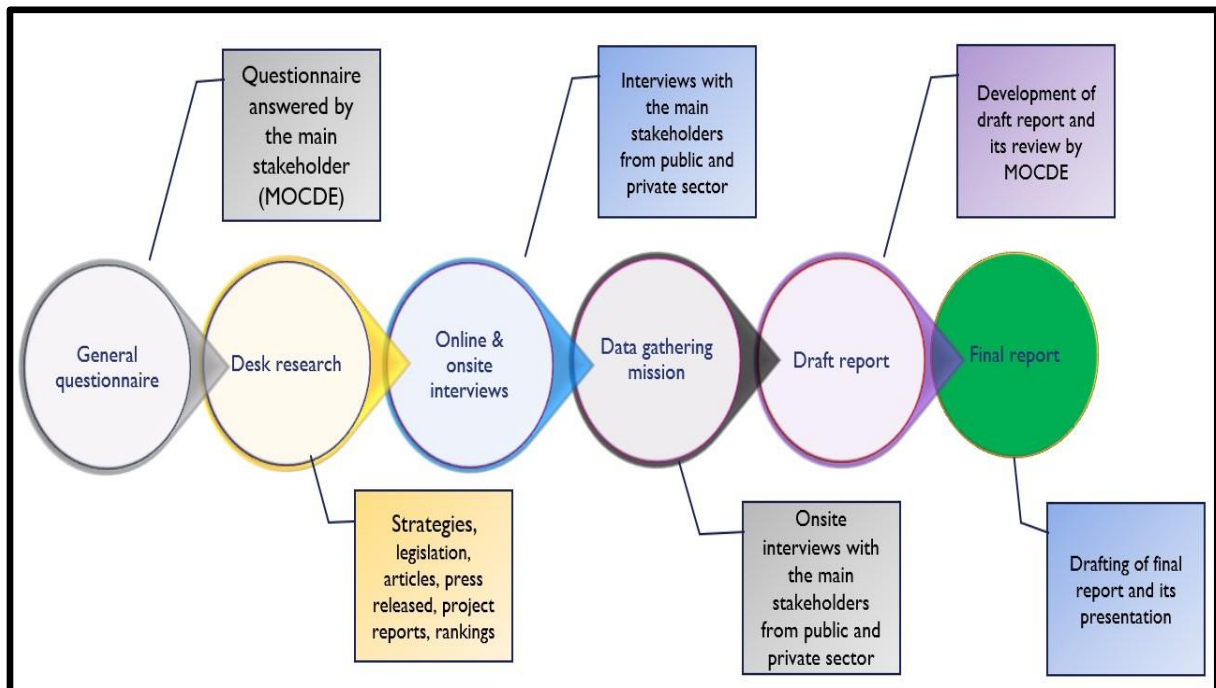 Questionnaire
answered by
the main
stakeholder
(MOCDE)
Interviews with
the main
stakeholders
from public and
private sector
Development of
draft report and
its review by
MOCDE
General
questionnaire
Desk research
Online &
onsite
interviews
Data gathering
mission
Draft report
Final report
Strategies,
legislation,
articles, press
released, project
reports, rankings
Onsite
interviews with
the main
stakeholders
from public and
private sector
Drafting of final
report and its
presentation